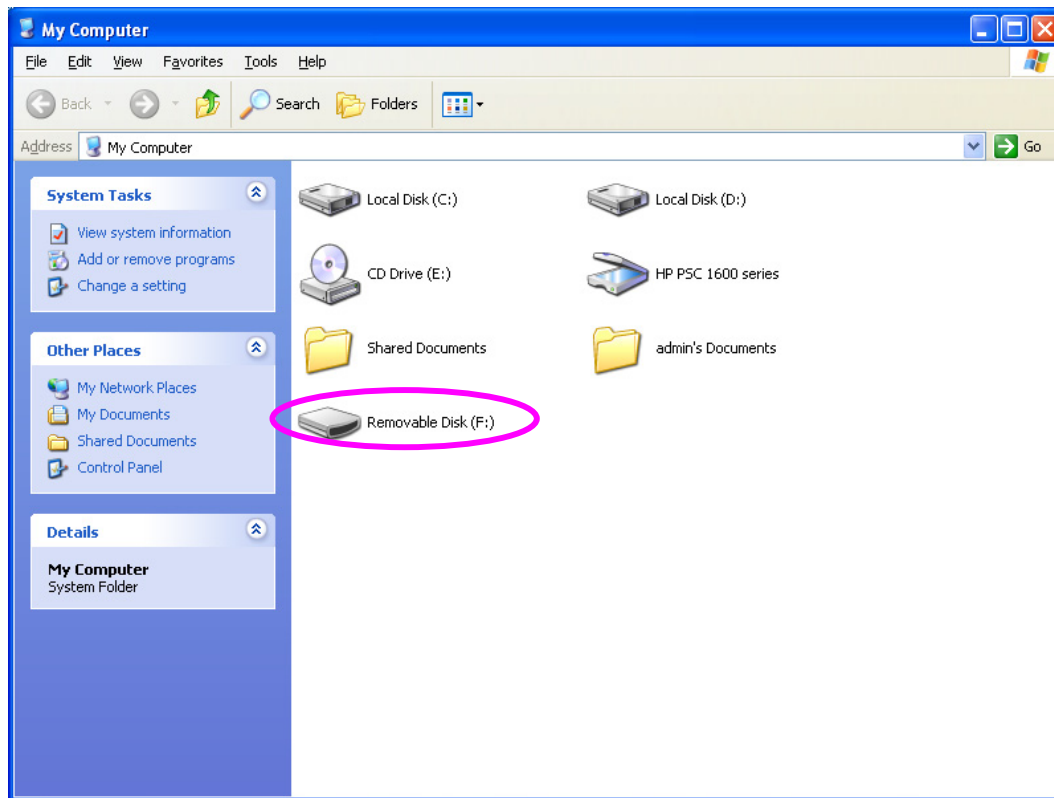 My Computer
File Edit View Favorites Tools Help
Back Search Folders
Address My Computer Go
System Tasks
View system information
Add or remove programs
Change a setting
Other Places
My Network Places
My Documents
Shared Documents
Control Panel
Details
My Computer
System Folder
Local Disk (C:) Local Disk (D:)
CD Drive (E:) HP PSC 1600 series
Shared Documents admin's Documents
Removable Disk (F:)